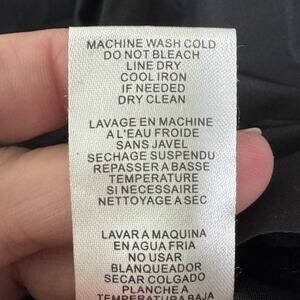 MACHINE WASH COLD
DO NOT BLEACH
LINE DRY
COOL IRON
IF NEEDED
DRY CLEAN
LAVAGE EN MACHINE
A L'EAU FROIDE
SANS JAVEL
SECHAGE SUSPENDU
REPASSER A BASSE
TEMPERATURE
SI NECESSAIRE
NETTOYAGE A SEC
LAVAR A MAQUINA
EN AGUA FRIA
NO USAR
BLANQUEADOR
SECAR COLGADO
PLANCHE A
TEMPERATURA BAJA